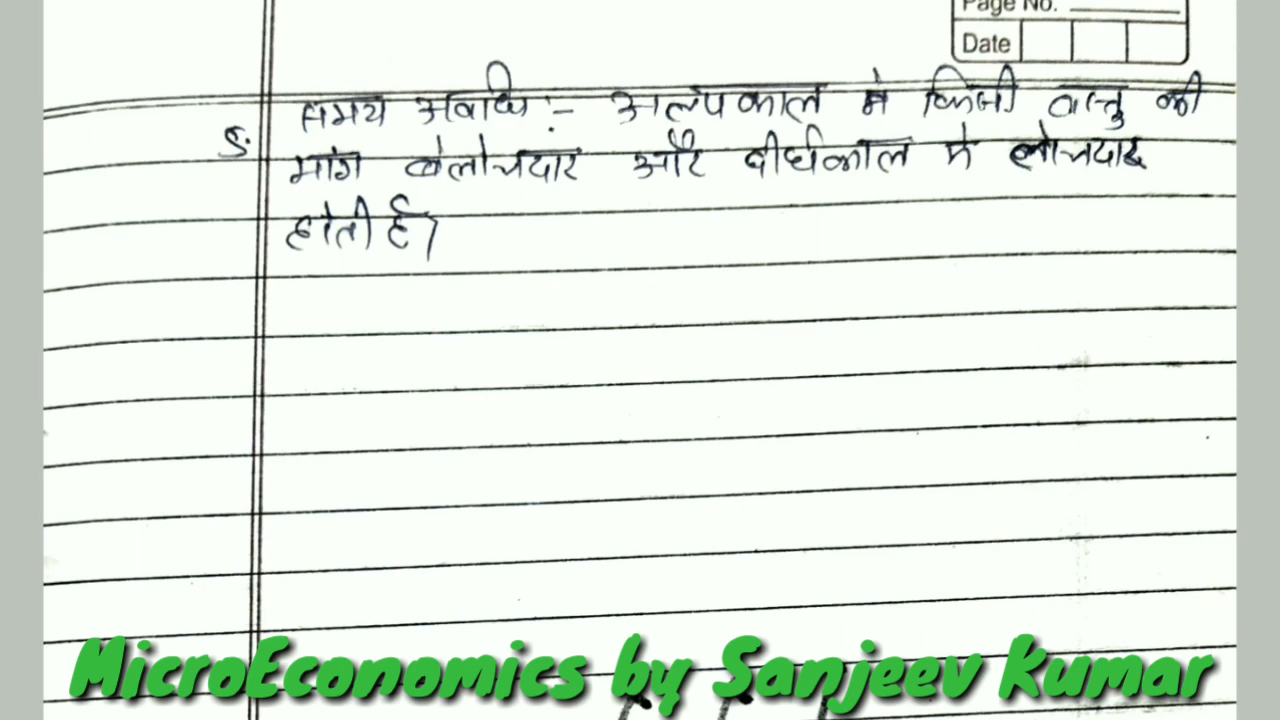 Page No.
Date
समय अवधि :- अल्पकाल मे किसी वस्तु की
5. मांग बेलोचदार और दीर्घकाल मे लोचदार
होती है।
MicroEconomics by Sanjeev Kumar